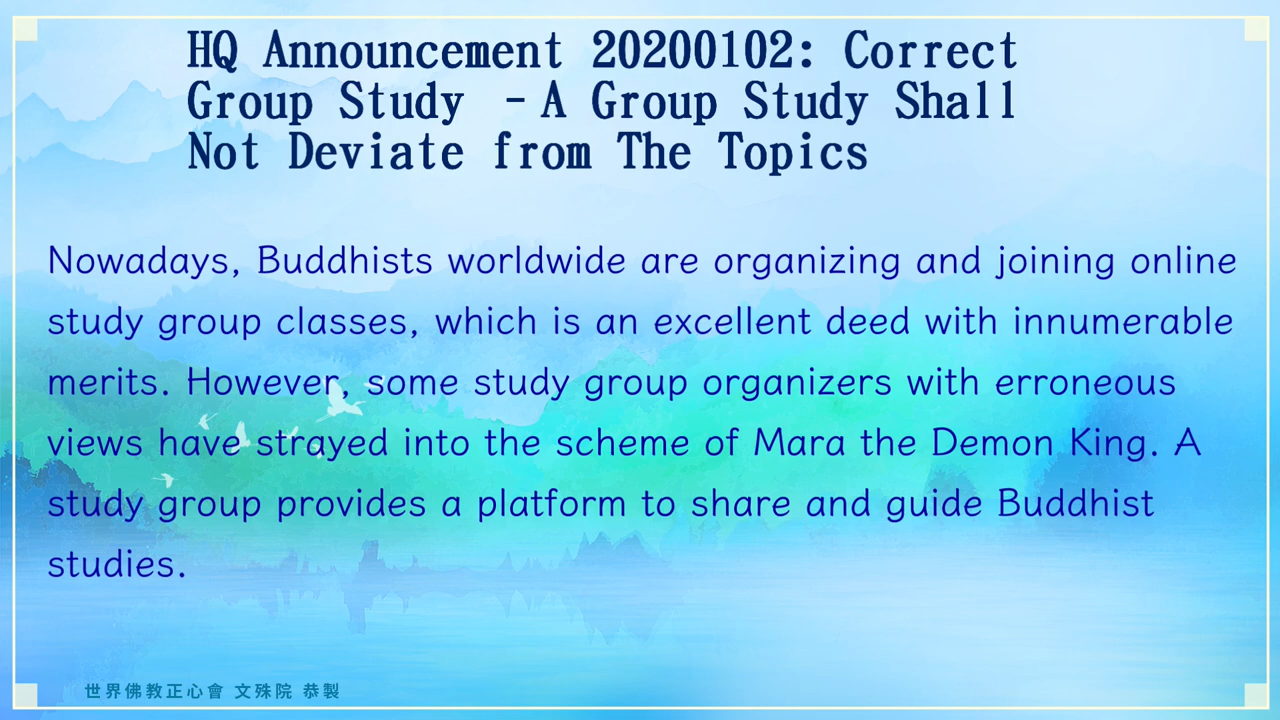 HQ Announcement 20200102: Correct
Group Study －A Group Study Shall
Not Deviate from The Topics
Nowadays, Buddhists worldwide are organizing and joining online
study group classes, which is an excellent deed with innumerable
merits. However, some study group organizers with erroneous
views have strayed into the scheme of Mara the Demon King. A
study group provides a platform to share and guide Buddhist
studies.
世界佛教正心會 文殊院 恭製